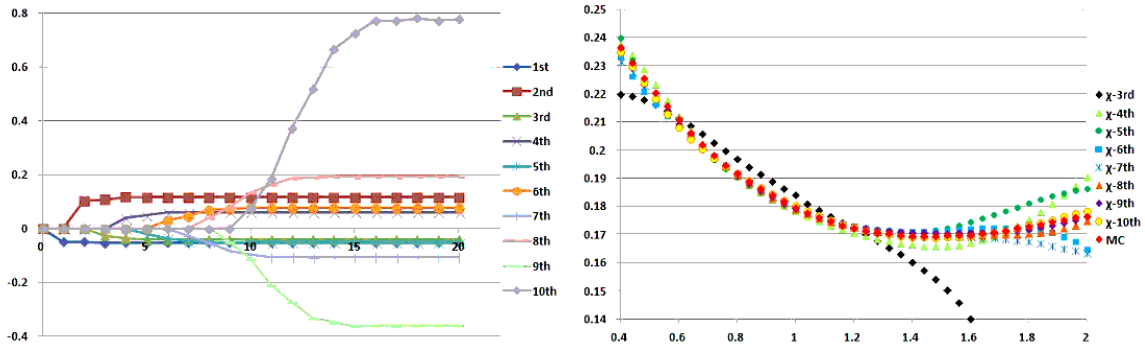 0.8
0.6
0.4
0.2
0
-0.2
-0.4
0 5 10 15 20
1st
2nd
3rd
4th
5th
6th
7th
8th
9th
10th
0.25
0.24
0.23
0.22
0.21
0.2
0.19
0.18
0.17
0.16
0.15
0.14
0.4 0.6 0.8 1 1.2 1.4 1.6 1.8 2
χ-3rd
χ-4th
χ-5th
χ-6th
χ-7th
χ-8th
χ-9th
χ-10th
MC